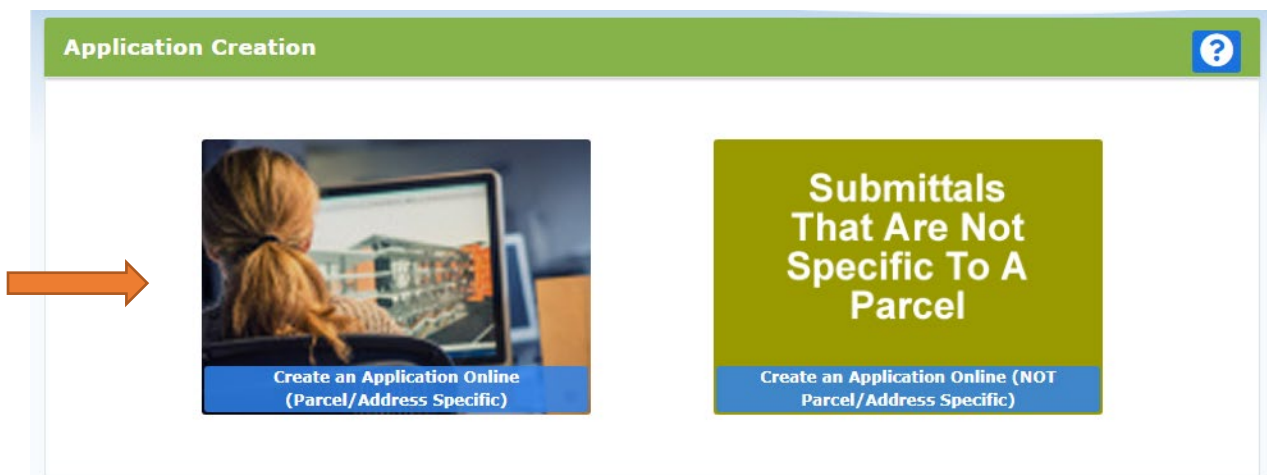 Application Creation
?
Create an Application Online
(Parcel/Address Specific)
Submittals
That Are Not
Specific To A
Parcel
Create an Application Online (NOT
Parcel/Address Specific)